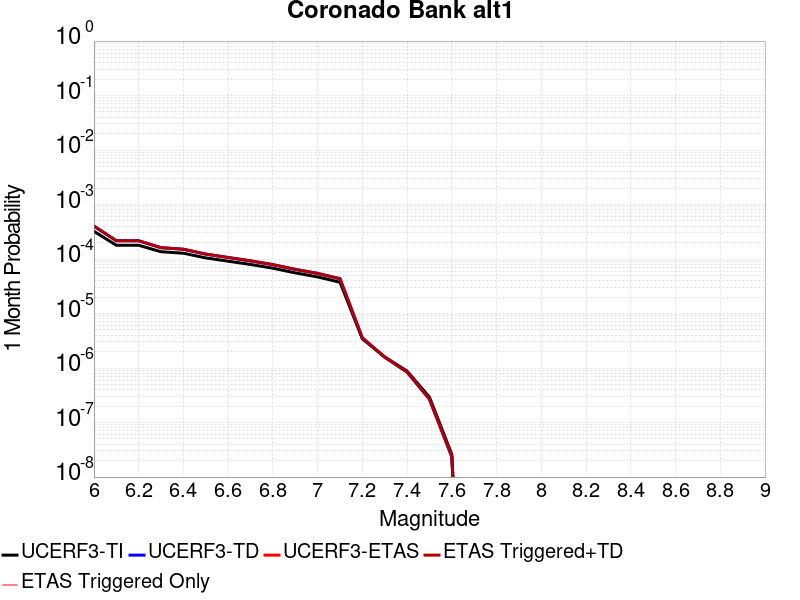 Coronado Bank alt1
10^0
10^-1
10^-2
10^-3
10^-4
10^-5
10^-6
10^-7
10^-8
1 Month Probability
6 6.2 6.4 6.6 6.8 7 7.2 7.4 7.6 7.8 8 8.2 8.4 8.6 8.8 9
Magnitude
UCERF3-TI UCERF3-TD UCERF3-ETAS ETAS Triggered+TD
ETAS Triggered Only